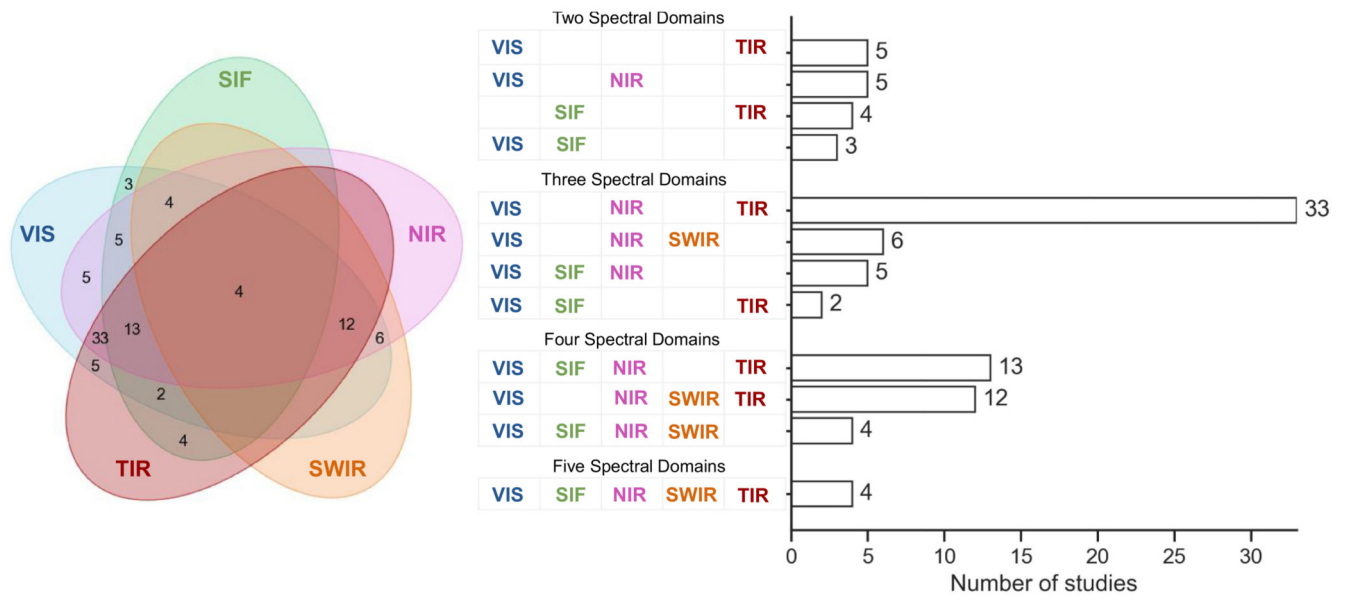 SIF
VIS
NIR
TIR
SWIR
3
4
5
5
4
33
13
12
6
5
2
4
Two Spectral Domains
VIS TIR 5
VIS NIR 5
SIF TIR 4
VIS SIF 3
Three Spectral Domains
VIS NIR TIR 33
VIS NIR SWIR 6
VIS SIF NIR 5
VIS SIF TIR 2
Four Spectral Domains
VIS SIF NIR TIR 13
VIS NIR SWIR TIR 12
VIS SIF NIR SWIR 4
Five Spectral Domains
VIS SIF NIR SWIR TIR 4
0 5 10 15 20 25 30
Number of studies